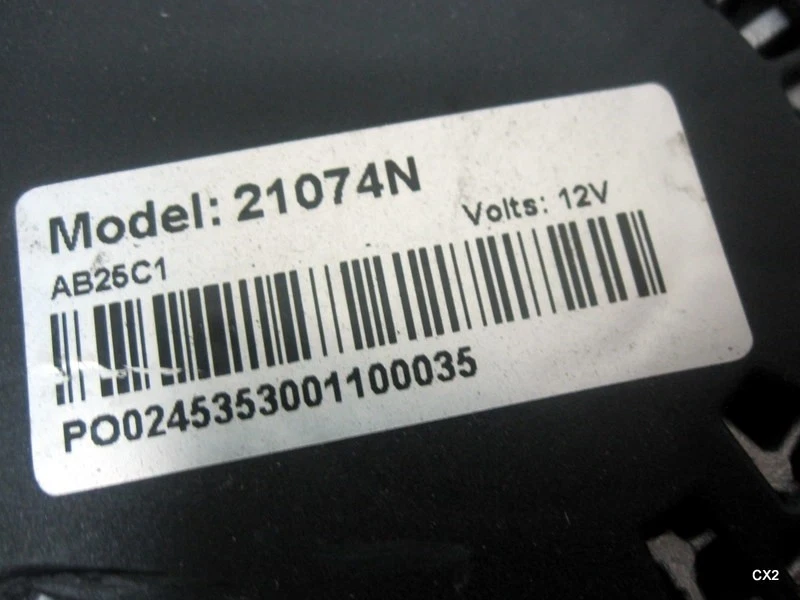 Model: 21074N
Volts: 12V
AB25C1
PO0245353001100035
CX2